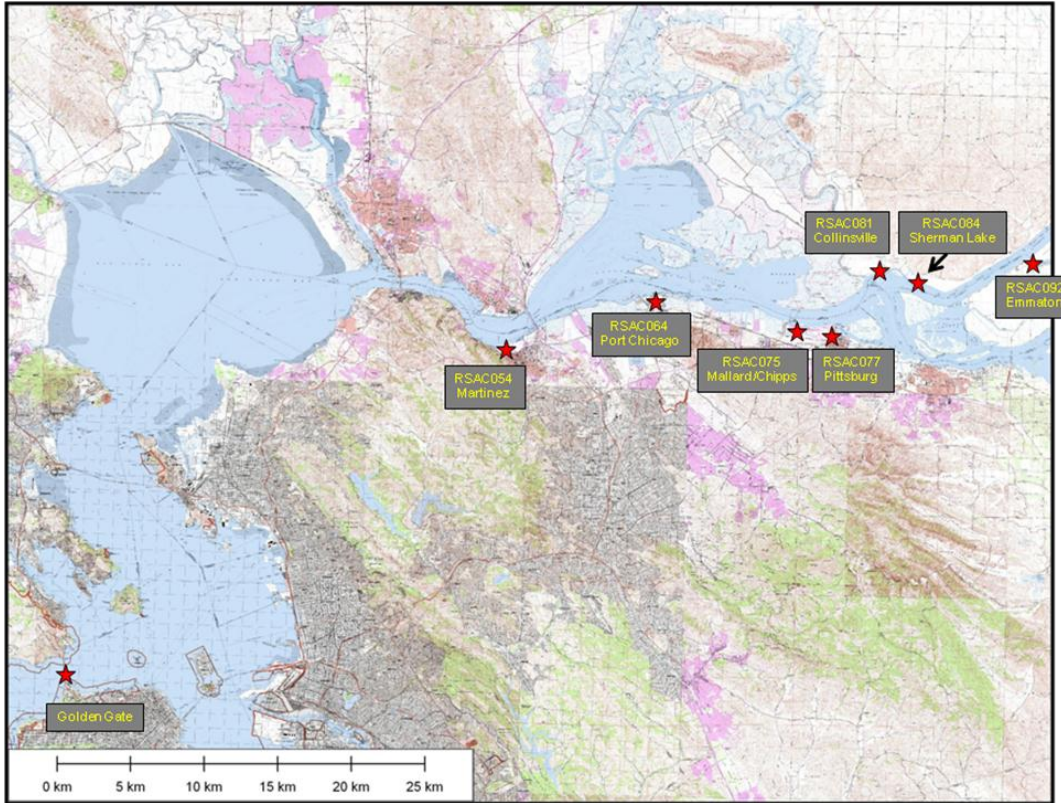 RSAC081
Collinsville
RSAC084
Sherman Lake
RSAC092
Emmaton
RSAC064
Port Chicago
RSAC075
Mallard/Chipps
RSAC077
Pittsburg
RSAC054
Martinez
Golden Gate
0 km 5 km 10 km 15 km 20 km 25 km